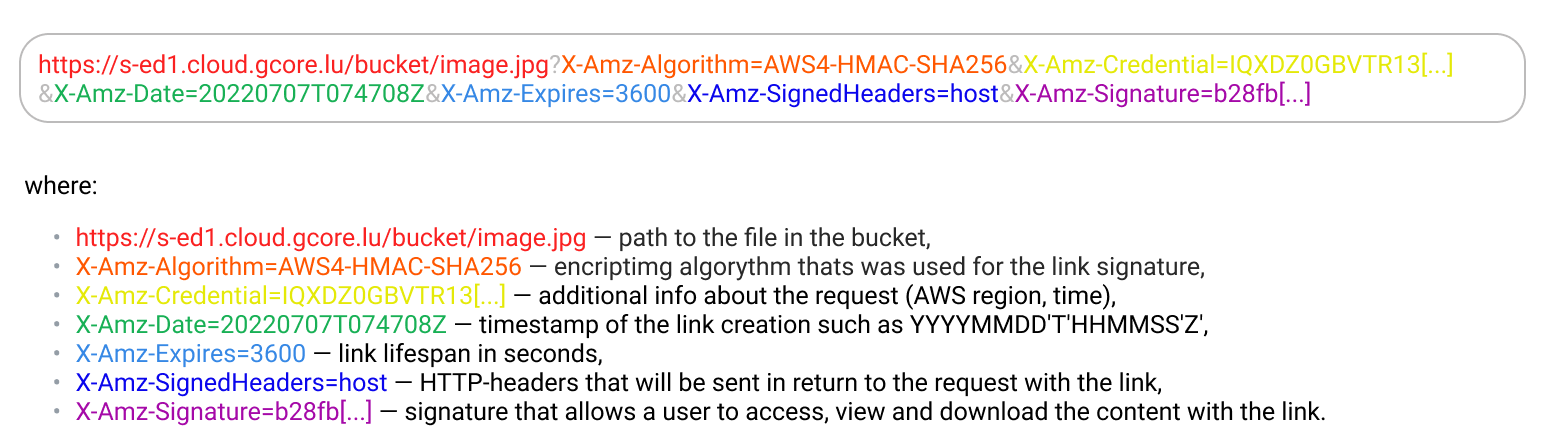 https://s-ed1.cloud.gcore.lu/bucket/image.jpg?X-Amz-Algorithm=AWS4-HMAC-SHA256&X-Amz-Credential=IQXDZ0GBVTR13[...]
&X-Amz-Date=20220707T074708Z&X-Amz-Expires=3600&X-Amz-SignedHeaders=host&X-Amz-Signature=b28fb[...]
where:
• https://s-ed1.cloud.gcore.lu/bucket/image.jpg — path to the file in the bucket,
• X-Amz-Algorithm=AWS4-HMAC-SHA256 — encriptimg algorythm thats was used for the link signature,
• X-Amz-Credential=IQXDZ0GBVTR13[...] — additional info about the request (AWS region, time),
• X-Amz-Date=20220707T074708Z — timestamp of the link creation such as YYYYMMDD'T'HHMMSS'Z',
• X-Amz-Expires=3600 — link lifespan in seconds,
• X-Amz-SignedHeaders=host — HTTP-headers that will be sent in return to the request with the link,
• X-Amz-Signature=b28fb[...] — signature that allows a user to access, view and download the content with the link.